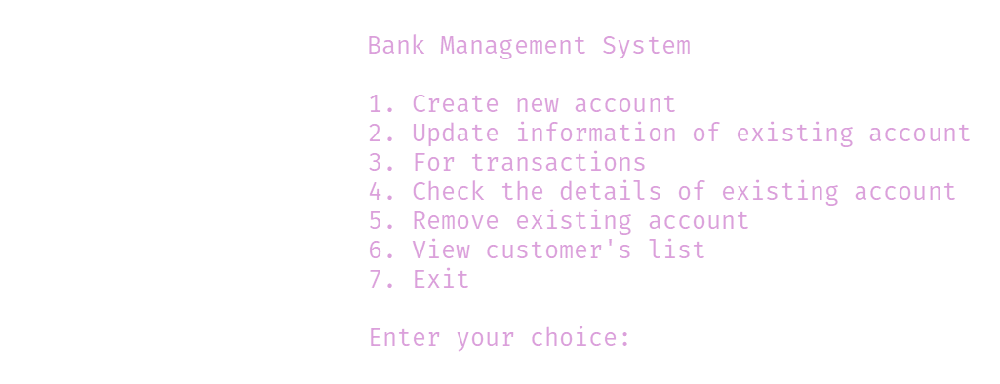 Bank Management System
1. Create new account
2. Update information of existing account
3. For transactions
4. Check the details of existing account
5. Remove existing account
6. View customer's list
7. Exit
Enter your choice: